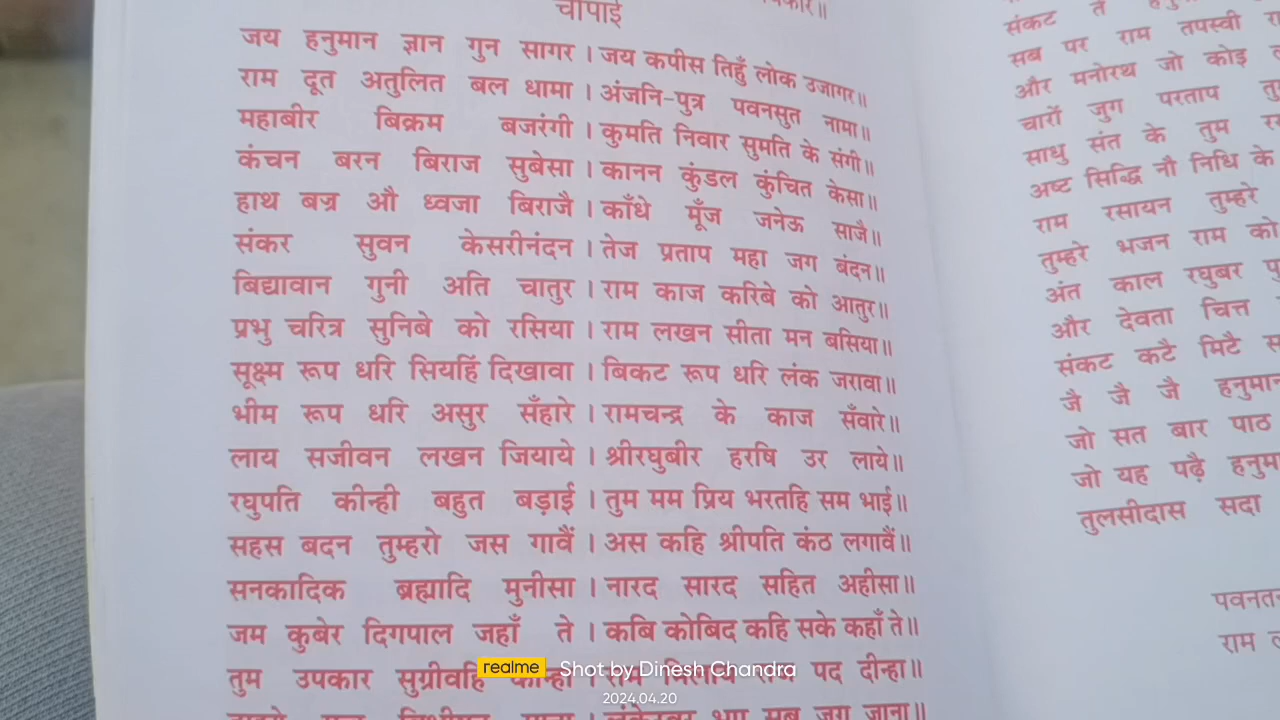 चौपाई
जय हनुमान ज्ञान गुन सागर । जय कपीस तिहुँ लोक उजागर॥
राम दूत अतुलित बल धामा । अंजनि-पुत्र पवनसुत नामा॥
महाबीर बिक्रम बजरंगी । कुमति निवार सुमति के संगी॥
कंचन बरन बिराज सुबेसा । कानन कुंडल कुंचित केसा॥
हाथ बज्र औ ध्वजा बिराजै । काँधे मूँज जनेऊ साजै॥
संकर सुवन केसरीनंदन । तेज प्रताप महा जग बंदन॥
बिद्यावान गुनी अति चातुर । राम काज करिबे को आतुर॥
प्रभु चरित्र सुनिबे को रसिया । राम लखन सीता मन बसिया॥
सूक्ष्म रूप धरि सियहिं दिखावा । बिकट रूप धरि लंक जरावा॥
भीम रूप धरि असुर सँहारे । रामचन्द्र के काज सँवारे॥
लाय सजीवन लखन जियाये । श्रीरघुबीर हरषि उर लाये॥
रघुपति कीन्ही बहुत बड़ाई । तुम मम प्रिय भरतहि सम भाई॥
सहस बदन तुम्हरो जस गावैं । अस कहि श्रीपति कंठ लगावैं॥
सनकादिक ब्रह्मादि मुनीसा । नारद सारद सहित अहीसा॥
जम कुबेर दिगपाल जहाँ ते । कबि कोबिद कहि सके कहाँ ते॥
तुम उपकार सुग्रीवहि पद दीन्हा॥
सब जग जाना॥
संकट ते
सब पर राम तपस्वी
और मनोरथ जो कोइ
चारों जुग परताप
साधु संत के तुम
अष्ट सिद्धि नौ निधि के
राम रसायन तुम्हरे
तुम्हरे भजन राम को
अंत काल रघुबर
और देवता चित्त
संकट कटै मिटै
जै जै जै हनुमान
जो सत बार पाठ
जो यह पढ़ै
तुलसीदास सदा
राम
realme Shot by Dinesh Chandra
2024.04.20